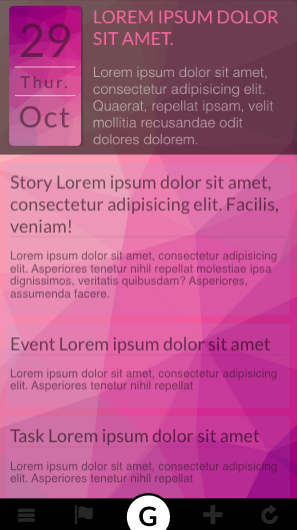 29
Thur.
Oct
LOREM IPSUM DOLOR
SIT AMET.
Lorem ipsum dolor sit amet,
consectetur adipisicing elit.
Quaerat, repellat ipsam, velit
mollitia recusandae odit
dolores dolorem.
Story Lorem ipsum dolor sit amet,
consectetur adipisicing elit. Facilis,
veniam!
Lorem ipsum dolor sit amet, consectetur adipisicing
elit. Asperiores tenetur nihil repellat molestiae ipsa
dignissimos, veritatis quibusdam? Asperiores,
assumenda facere.
Event Lorem ipsum dolor sit amet
Lorem ipsum dolor sit amet, consectetur adipisicing
elit. Asperiores tenetur nihil repellat
Task Lorem ipsum dolor sit amet
Lorem ipsum dolor sit amet, consectetur adipisicing
elit. Asperiores tenetur nihil repellat
G